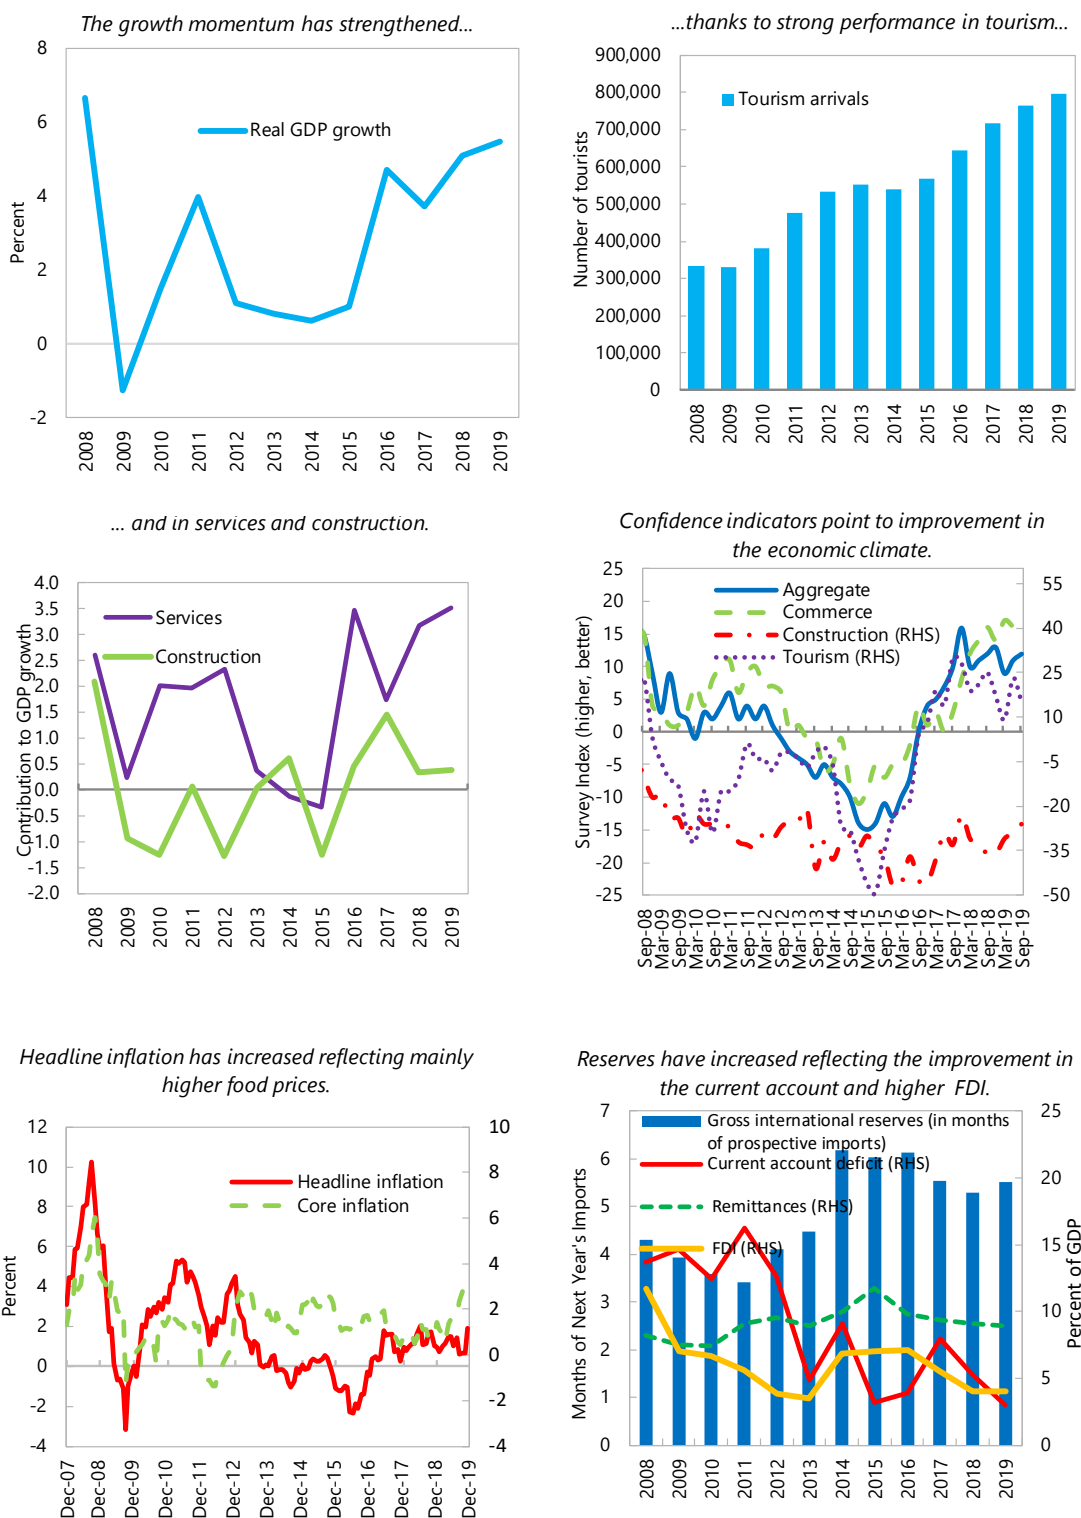 The growth momentum has strengthened...
8
6
4
2
0
-2
Percent
Real GDP growth
2008
2009
2010
2011
2012
2013
2014
2015
2016
2017
2018
2019
...thanks to strong performance in tourism...
900,000
800,000
700,000
600,000
500,000
400,000
300,000
200,000
100,000
0
Number of tourists
Tourism arrivals
2008
2009
2010
2011
2012
2013
2014
2015
2016
2017
2018
2019
... and in services and construction.
4.0
3.5
3.0
2.5
2.0
1.5
1.0
0.5
0.0
-0.5
-1.0
-1.5
-2.0
Contribution to GDP growth
Services
Construction
2008
2009
2010
2011
2012
2013
2014
2015
2016
2017
2018
2019
Confidence indicators point to improvement in
the economic climate.
25
20
15
10
5
0
-5
-10
-15
-20
-25
Survey Index (higher, better)
Aggregate
Commerce
Construction (RHS)
Tourism (RHS)
55
40
25
10
-5
-20
-35
-50
Sep-08
Mar-09
Sep-09
Mar-10
Sep-10
Mar-11
Sep-11
Mar-12
Sep-12
Mar-13
Sep-13
Mar-14
Sep-14
Mar-15
Sep-15
Mar-16
Sep-16
Mar-17
Sep-17
Mar-18
Sep-18
Mar-19
Sep-19
Headline inflation has increased reflecting mainly
higher food prices.
12
10
8
6
4
2
0
-2
-4
Percent
Headline inflation
Core inflation
10
8
6
4
2
0
-2
-4
Dec-07
Dec-08
Dec-09
Dec-10
Dec-11
Dec-12
Dec-13
Dec-14
Dec-15
Dec-16
Dec-17
Dec-18
Dec-19
Reserves have increased reflecting the improvement in
the current account and higher FDI.
7
6
5
4
3
2
1
0
Months of Next Year's Imports
Gross international reserves (in months
of prospective imports)
Current account deficit (RHS)
Remittances (RHS)
FDI (RHS)
25
20
15
10
5
0
Percent of GDP
2008
2009
2010
2011
2012
2013
2014
2015
2016
2017
2018
2019